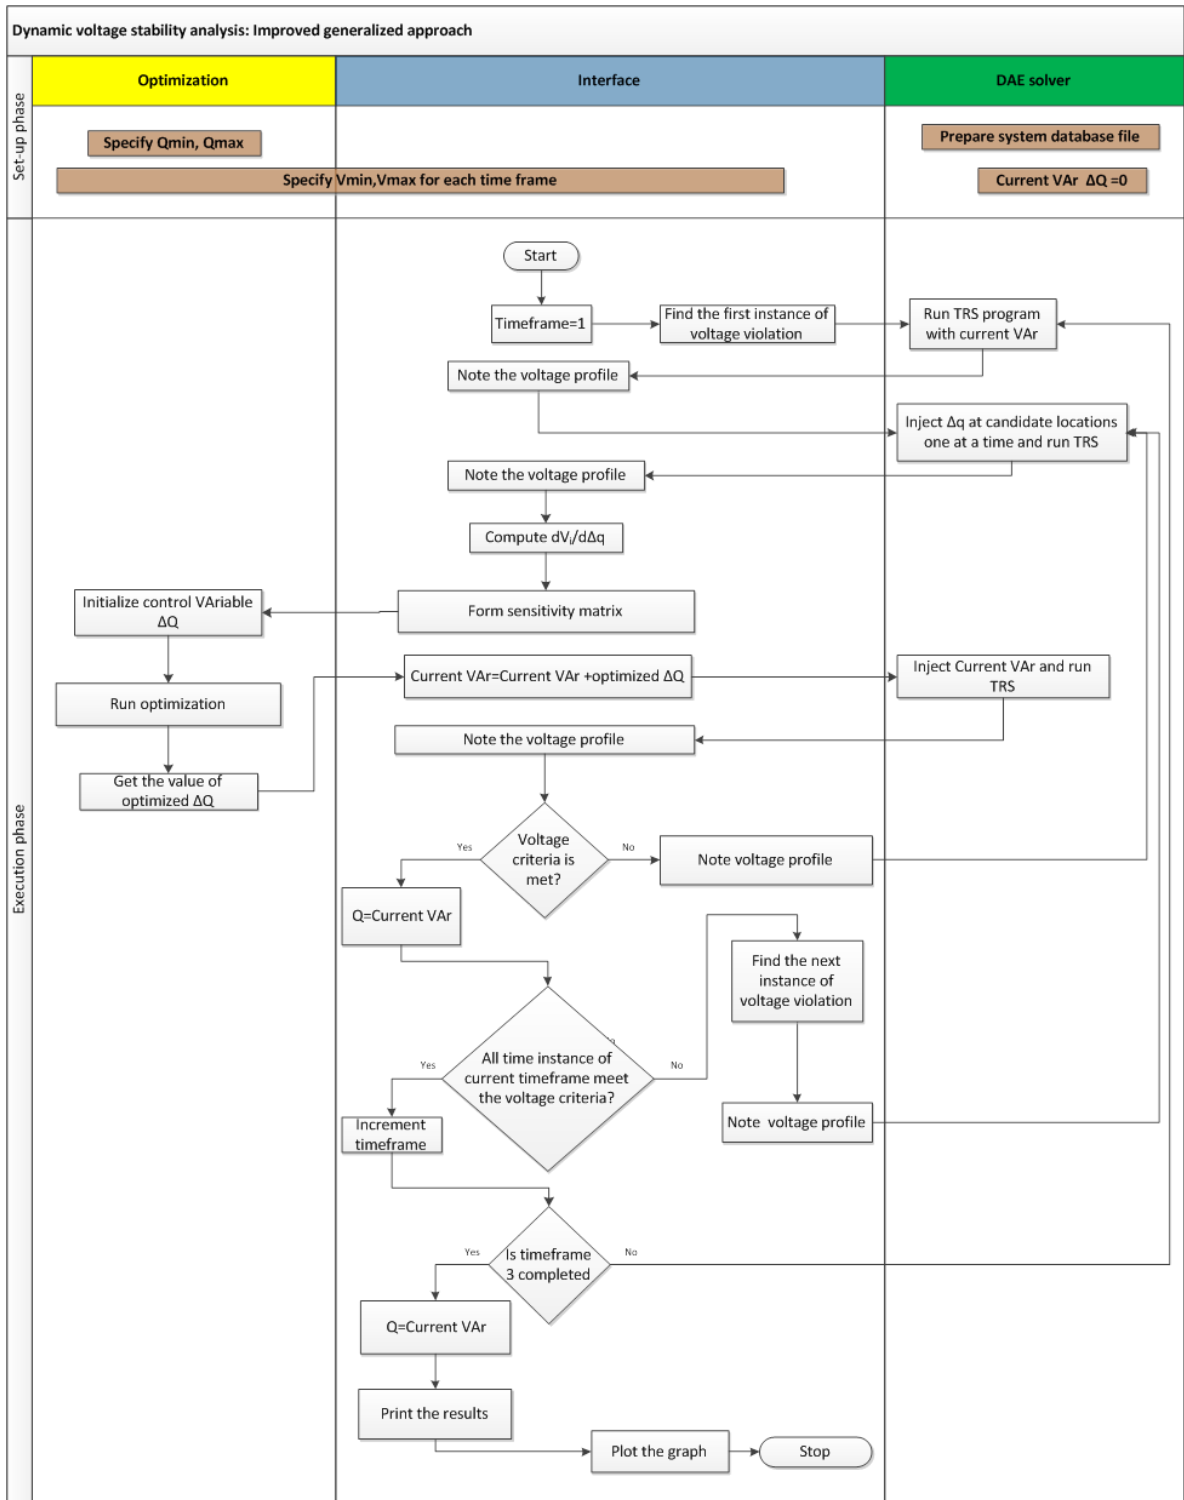 Dynamic voltage stability analysis: Improved generalized approach
Optimization
Interface
DAE solver
Set-up phase
Specify Qmin, Qmax
Prepare system database file
Specify Vmin,Vmax for each time frame
Current VAr ΔQ =0
Execution phase
Start
Timeframe=1
Find the first instance of
voltage violation
Run TRS program
with current VAr
Note the voltage profile
Inject Δq at candidate locations
one at a time and run TRS
Note the voltage profile
Compute dVᵢ/dΔq
Initialize control VAriable
ΔQ
Form sensitivity matrix
Current VAr=Current VAr +optimized ΔQ
Inject Current VAr and run
TRS
Run optimization
Note the voltage profile
Get the value of
optimized ΔQ
Voltage
criteria is
met?
Yes
No
Note voltage profile
Q=Current VAr
Find the next
instance of
voltage violation
All time instance of
current timeframe meet
the voltage criteria?
Yes
No
Increment
timeframe
Note  voltage profile
Is timeframe
3 completed
Yes
No
Q=Current VAr
Print the results
Plot the graph
Stop